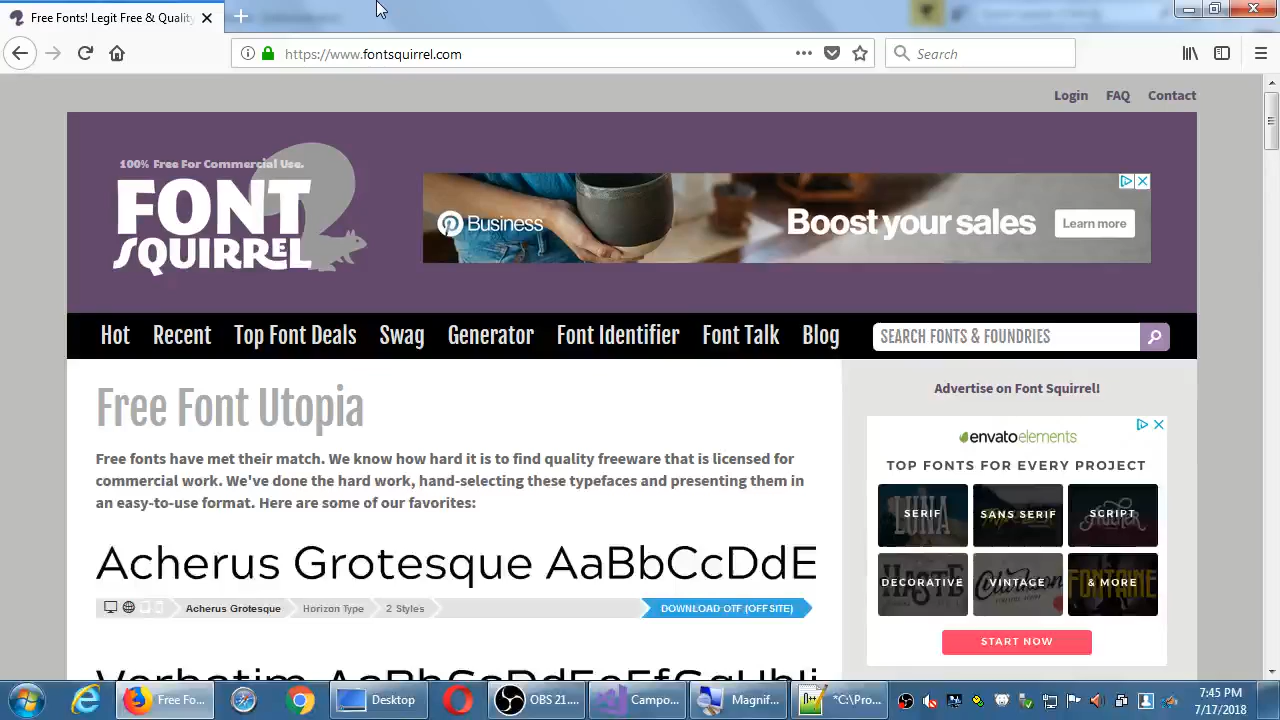 Free Fonts! Legit Free & Quality
https://www.fontsquirrel.com
Search
Login FAQ Contact
100% Free For Commercial Use.
FONT
SQUIRREL
Business
Boost your sales
Learn more
Hot Recent Top Font Deals Swag Generator Font Identifier Font Talk Blog
SEARCH FONTS & FOUNDRIES
Free Font Utopia
Free fonts have met their match. We know how hard it is to find quality freeware that is licensed for
commercial work. We've done the hard work, hand-selecting these typefaces and presenting them in
an easy-to-use format. Here are some of our favorites:
Acherus Grotesque AaBbCcDdE
Acherus Grotesque Horizon Type 2 Styles DOWNLOAD OTF (OFFSITE)
Advertise on Font Squirrel!
envatoelements
TOP FONTS FOR EVERY PROJECT
SERIF SANS SERIF SCRIPT
DECORATIVE VINTAGE & MORE
START NOW
Free Fo... Desktop OBS 21.... Campo... Magnif... *C:\Pro...
7:45 PM
7/17/2018